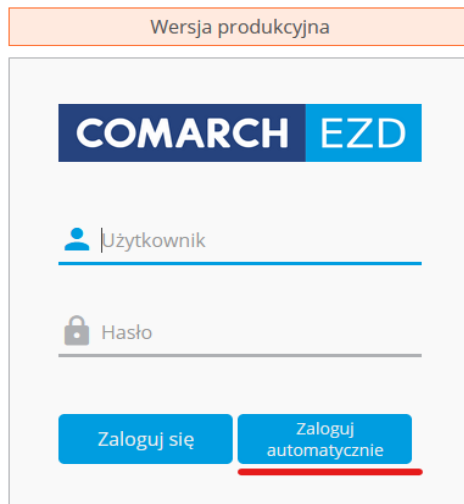 Wersja produkcyjna
COMARCH EZD
Użytkownik
Hasło
Zaloguj się
Zaloguj
automatycznie